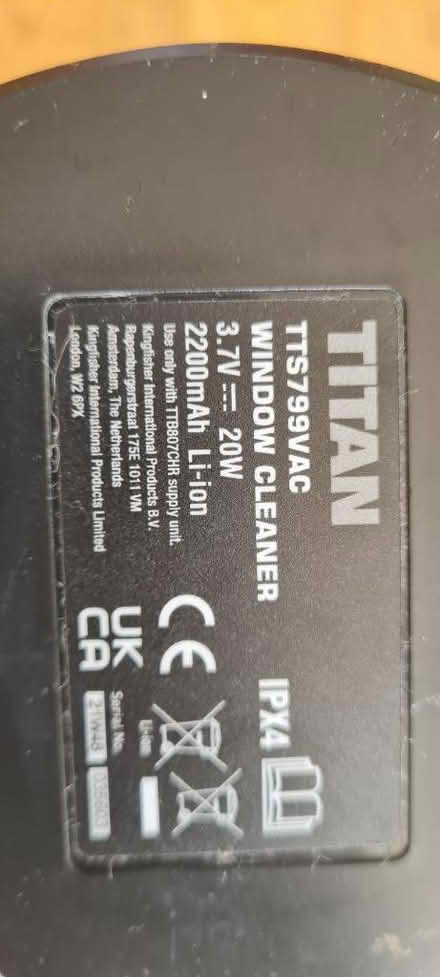 TITAN
TTS799VAC
WINDOW CLEANER
IPX4
3.7V ⎓ 20W
2200mAh Li-ion
Use only with TTB807CHR supply unit.
Kingfisher International Products B.V.
Rapenburgerstraat 175E 1011 VM
Amsterdam, The Netherlands
Kingfisher International Products Limited
London, W2 6PX
CE
Li-ion
UK
CA
Serial No.
21W48